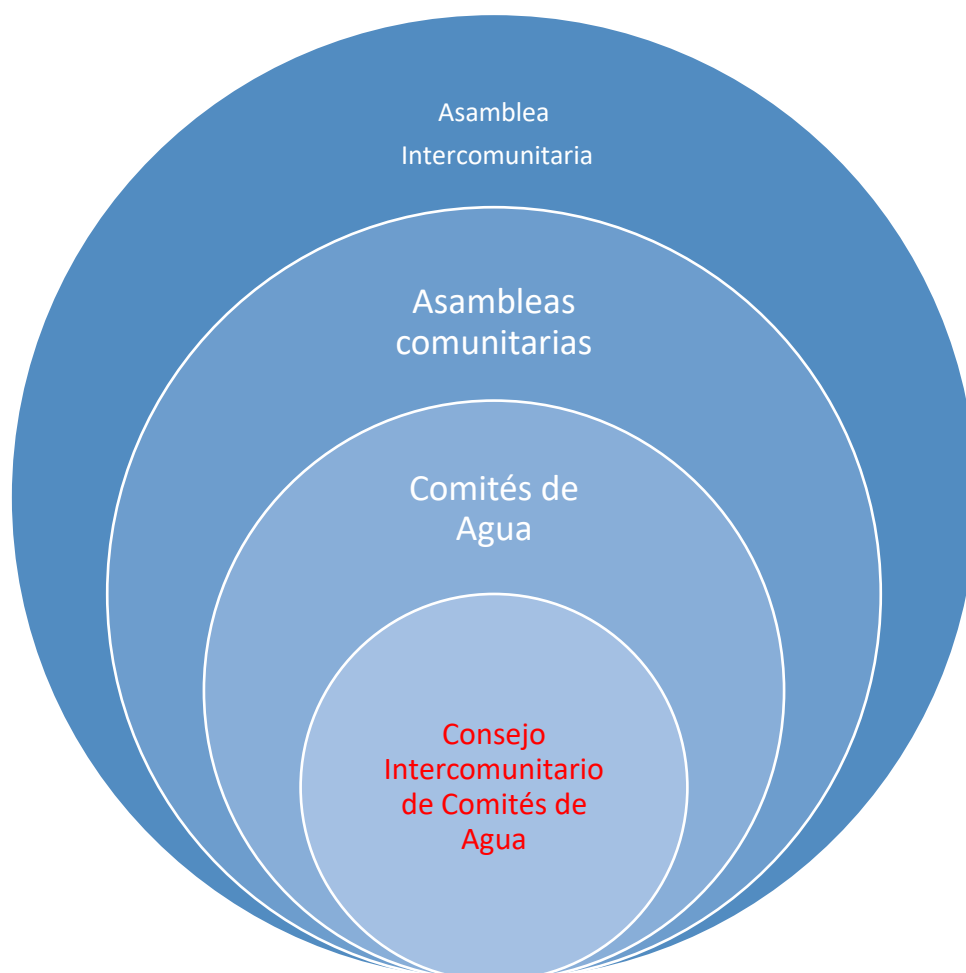 Asamblea
Intercomunitaria
Asambleas
comunitarias
Comités de
Agua
Consejo
Intercomunitario
de Comités de
Agua